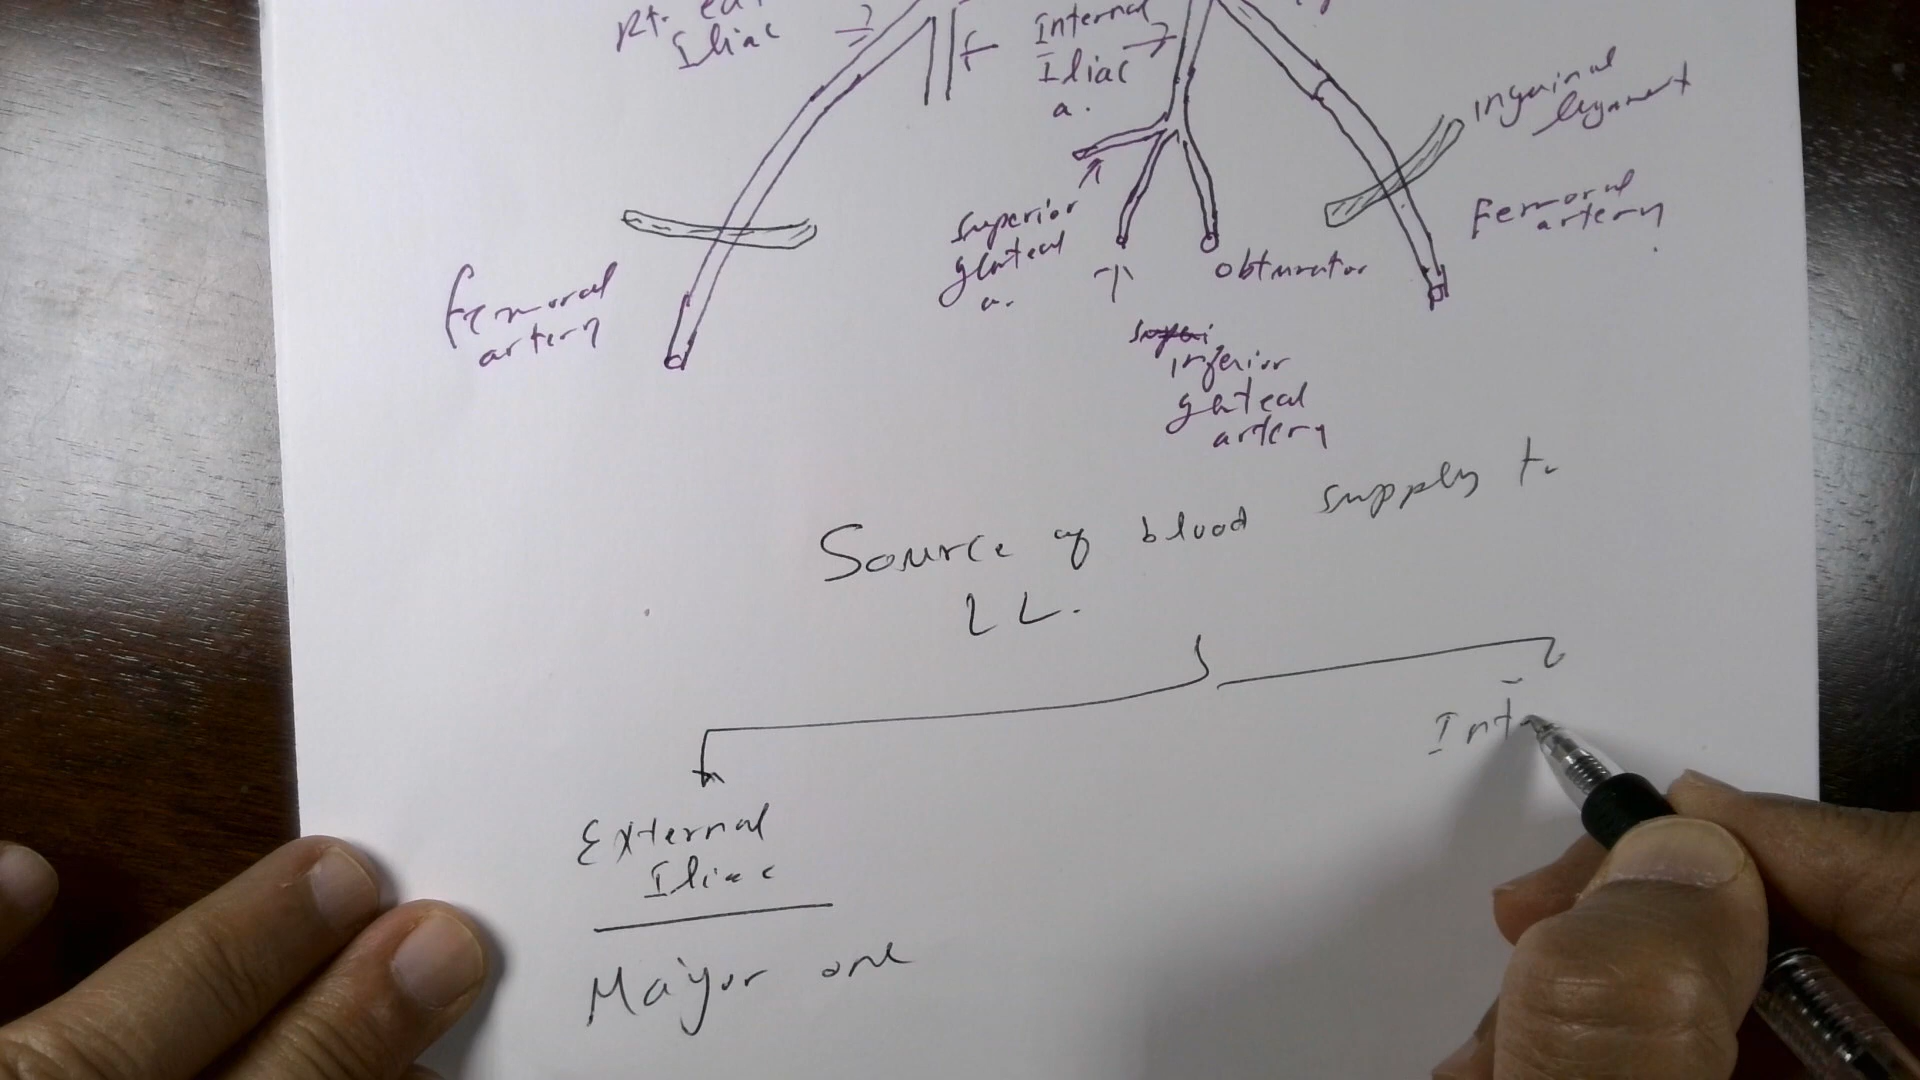 Rt.
Iliac
Internal
Iliac
a.
inguinal
ligament
Femoral
artery
Superior
gluteal
a.
obturator
Femoral
artery
inferior
gluteal
artery
Source of blood supply to
LL.
External
Iliac
Major one
Int